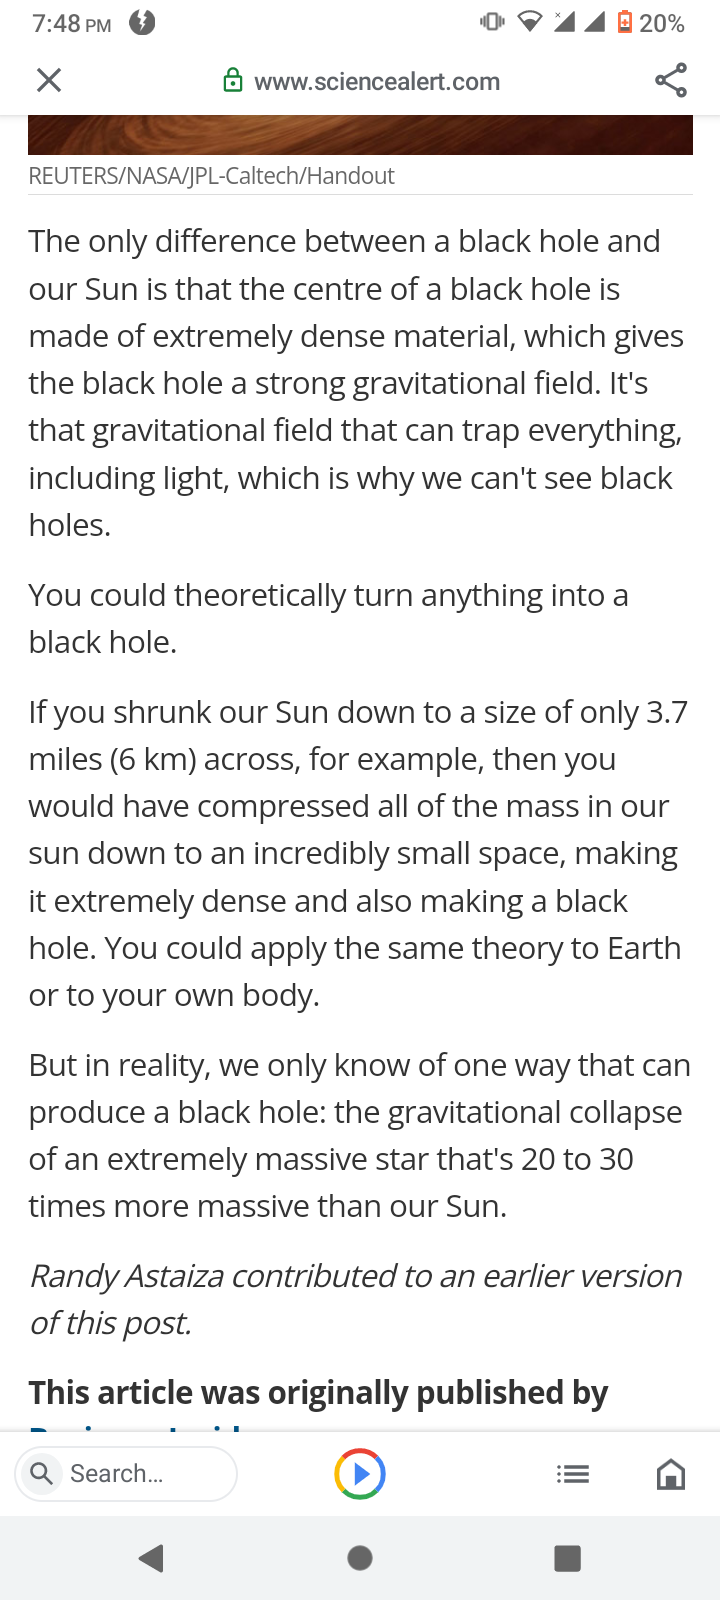 7:48 PM
20%
www.sciencealert.com
REUTERS/NASA/JPL-Caltech/Handout
The only difference between a black hole and
our Sun is that the centre of a black hole is
made of extremely dense material, which gives
the black hole a strong gravitational field. It's
that gravitational field that can trap everything,
including light, which is why we can't see black
holes.
You could theoretically turn anything into a
black hole.
If you shrunk our Sun down to a size of only 3.7
miles (6 km) across, for example, then you
would have compressed all of the mass in our
sun down to an incredibly small space, making
it extremely dense and also making a black
hole. You could apply the same theory to Earth
or to your own body.
But in reality, we only know of one way that can
produce a black hole: the gravitational collapse
of an extremely massive star that's 20 to 30
times more massive than our Sun.
Randy Astaiza contributed to an earlier version
of this post.
This article was originally published by
Search...